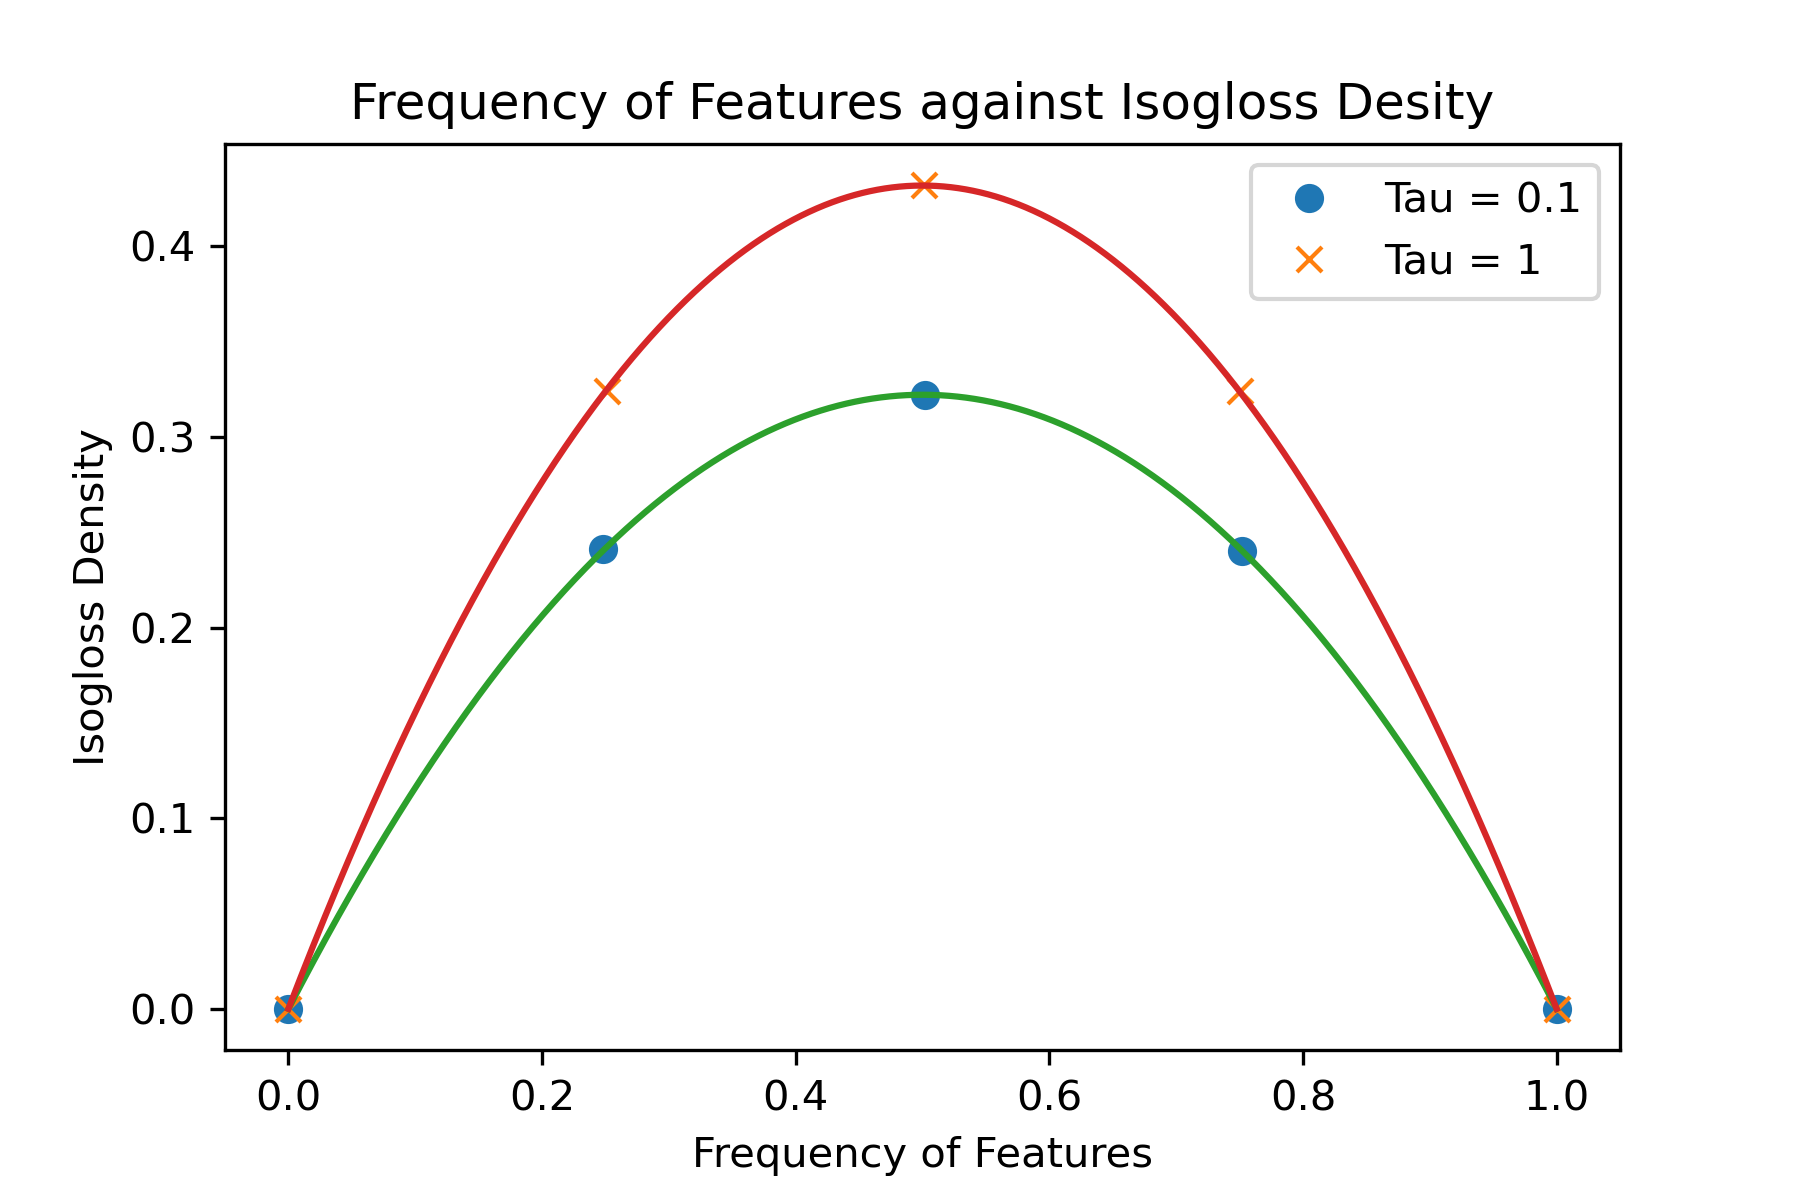 Frequency of Features against Isogloss Desity
Tau = 0.1
Tau = 1
Isogloss Density
0.4
0.3
0.2
0.1
0.0
0.0 0.2 0.4 0.6 0.8 1.0
Frequency of Features